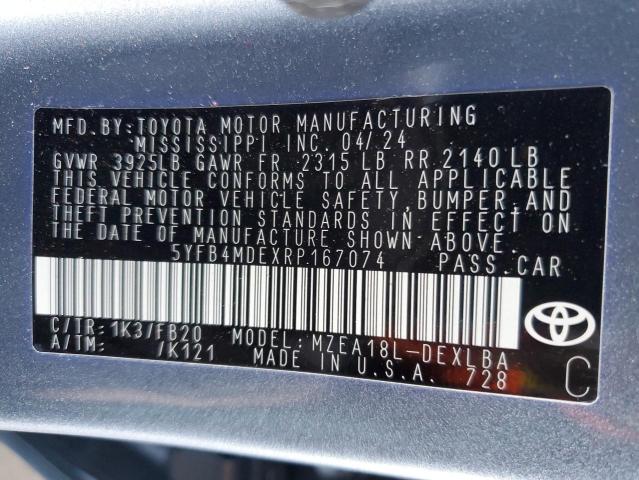 MFD.BY:TOYOTA MOTOR MANUFACTURING
MISSISSIPPI INC. 04/24
GVWR 3925LB GAWR FR. 2315 LB RR.2140 LB
THIS VEHICLE CONFORMS TO ALL APPLICABLE
FEDERAL MOTOR VEHICLE SAFETY, BUMPER,AND
THEFT PREVENTION STANDARDS IN EFFECT ON
THE DATE OF MANUFACTURE SHOWN ABOVE.
5YFB4MDEXRP167074 PASS.CAR
C/TR: 1K3/FB20 MODEL: MZEA18L-DEXLBA
A/TM: /K121 MADE IN U.S.A. 728
C